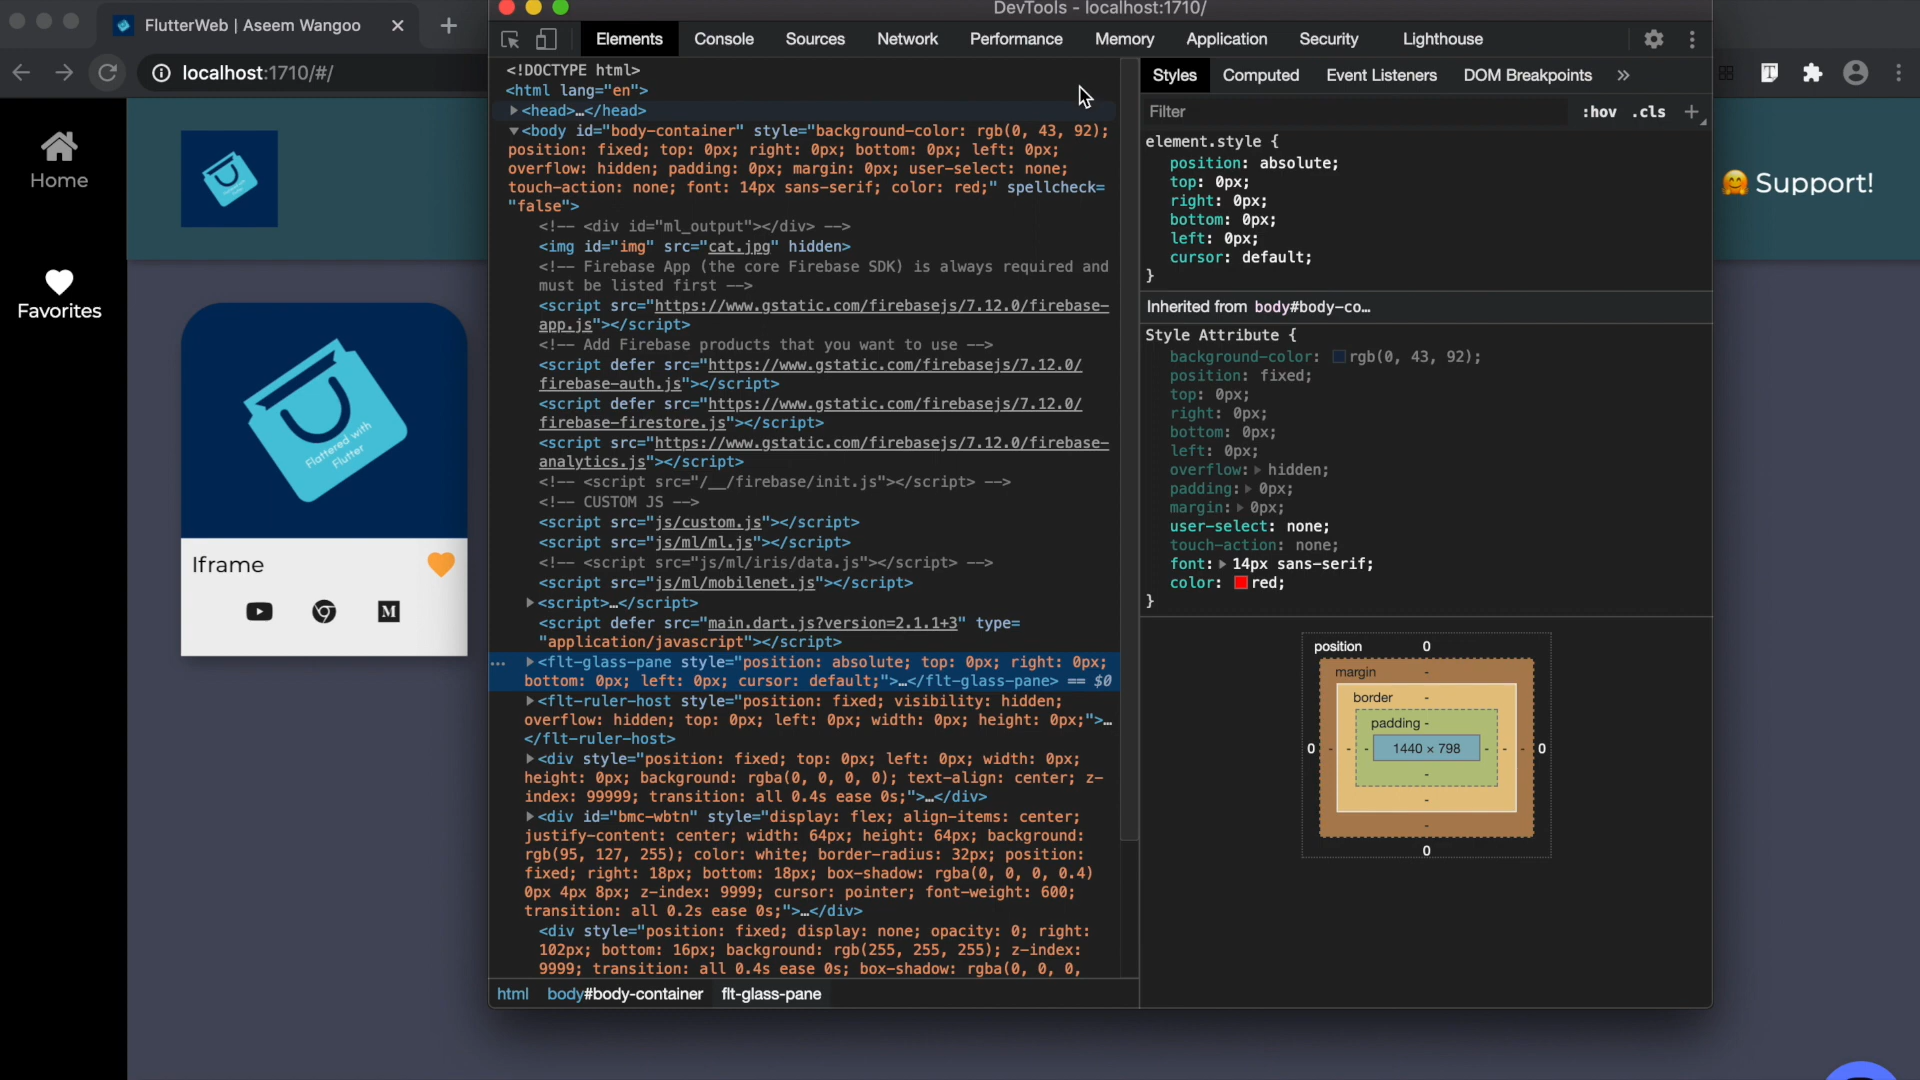 FlutterWeb | Aseem Wangoo
localhost:1710/#/
Home
Favorites
Flattered with
Flutter
Iframe
🤗 Support!
DevTools - localhost:1710/
Elements Console Sources Network Performance Memory Application Security Lighthouse
<!DOCTYPE html>
<html lang="en">
<head>…</head>
<body id="body-container" style="background-color: rgb(0, 43, 92);
position: fixed; top: 0px; right: 0px; bottom: 0px; left: 0px;
overflow: hidden; padding: 0px; margin: 0px; user-select: none;
touch-action: none; font: 14px sans-serif; color: red;" spellcheck=
"false">
<!-- <div id="ml_output"></div> -->
<img id="img" src="cat.jpg" hidden>
<!-- Firebase App (the core Firebase SDK) is always required and
must be listed first -->
<script src="https://www.gstatic.com/firebasejs/7.12.0/firebase-
app.js"></script>
<!-- Add Firebase products that you want to use -->
<script defer src="https://www.gstatic.com/firebasejs/7.12.0/
firebase-auth.js"></script>
<script defer src="https://www.gstatic.com/firebasejs/7.12.0/
firebase-firestore.js"></script>
<script src="https://www.gstatic.com/firebasejs/7.12.0/firebase-
analytics.js"></script>
<!-- <script src="/__/firebase/init.js"></script> -->
<!-- CUSTOM JS -->
<script src="js/custom.js"></script>
<script src="js/ml/ml.js"></script>
<!-- <script src="js/ml/iris/data.js"></script> -->
<script src="js/ml/mobilenet.js"></script>
<script>…</script>
<script defer src="main.dart.js?version=2.1.1+3" type=
"application/javascript"></script>
<flt-glass-pane style="position: absolute; top: 0px; right: 0px;
bottom: 0px; left: 0px; cursor: default;">…</flt-glass-pane> == $0
<flt-ruler-host style="position: fixed; visibility: hidden;
overflow: hidden; top: 0px; left: 0px; width: 0px; height: 0px;">…
</flt-ruler-host>
<div style="position: fixed; top: 0px; left: 0px; width: 0px;
height: 0px; background: rgba(0, 0, 0, 0); text-align: center; z-
index: 99999; transition: all 0.4s ease 0s;">…</div>
<div id="bmc-wbtn" style="display: flex; align-items: center;
justify-content: center; width: 64px; height: 64px; background:
rgb(95, 127, 255); color: white; border-radius: 32px; position:
fixed; right: 18px; bottom: 18px; box-shadow: rgba(0, 0, 0, 0.4)
0px 4px 8px; z-index: 9999; cursor: pointer; font-weight: 600;
transition: all 0.2s ease 0s;">…</div>
<div style="position: fixed; display: none; opacity: 0; right:
102px; bottom: 16px; background: rgb(255, 255, 255); z-index:
9999; transition: all 0.4s ease 0s; box-shadow: rgba(0, 0, 0,
html body#body-container flt-glass-pane
Styles Computed Event Listeners DOM Breakpoints »
Filter :hov .cls +
element.style {
position: absolute;
top: 0px;
right: 0px;
bottom: 0px;
left: 0px;
cursor: default;
}
Inherited from body#body-co…
Style Attribute {
background-color: rgb(0, 43, 92);
position: fixed;
top: 0px;
right: 0px;
bottom: 0px;
left: 0px;
overflow: hidden;
padding: 0px;
margin: 0px;
user-select: none;
touch-action: none;
font: 14px sans-serif;
color: red;
}
position 0
margin -
border -
padding -
0 - - - 1440 × 798 - - - 0
-
-
-
0